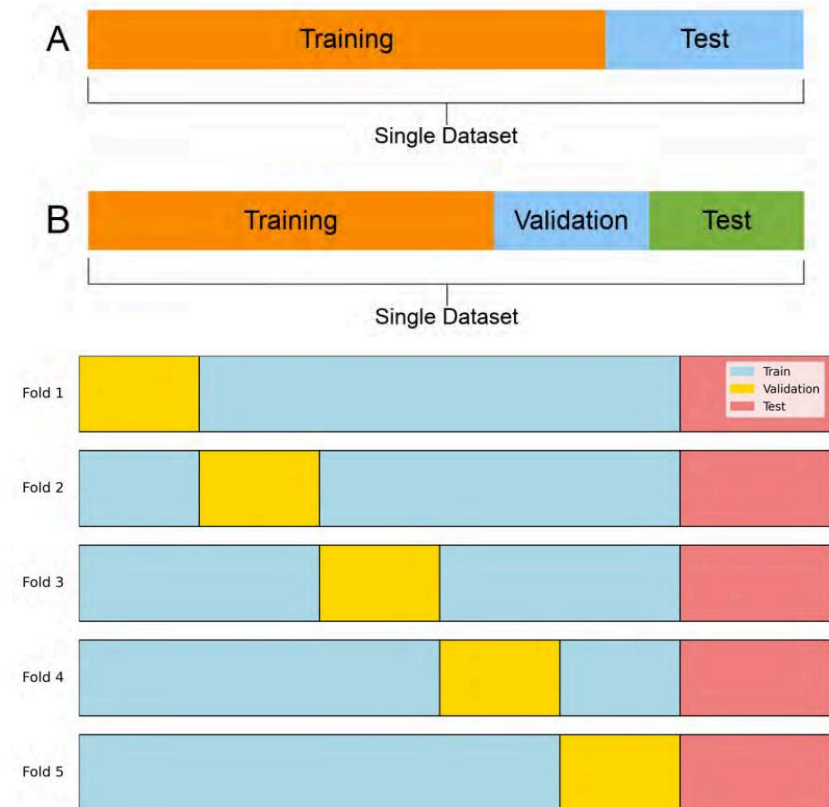 A
Training
Test
Single Dataset
B
Training
Validation
Test
Single Dataset
Fold 1
Train
Validation
Test
Fold 2
Fold 3
Fold 4
Fold 5